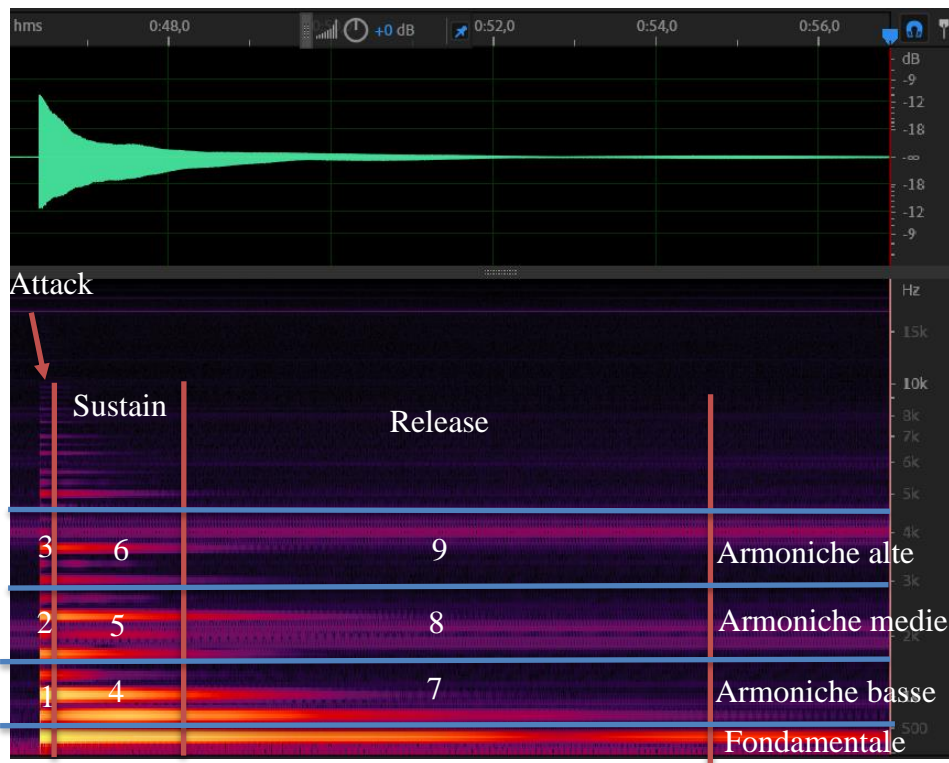 hms 0:48,0 +0 dB 0:52,0 0:54,0 0:56,0
dB
-9
-12
-18
-∞
-18
-12
-9
Attack
Hz
15k
10k
Sustain
Release
8k
7k
6k
5k
4k
3 6 9 Armoniche alte
3k
2 5 8 Armoniche medie
2k
1 4 7 Armoniche basse
500
Fondamentale